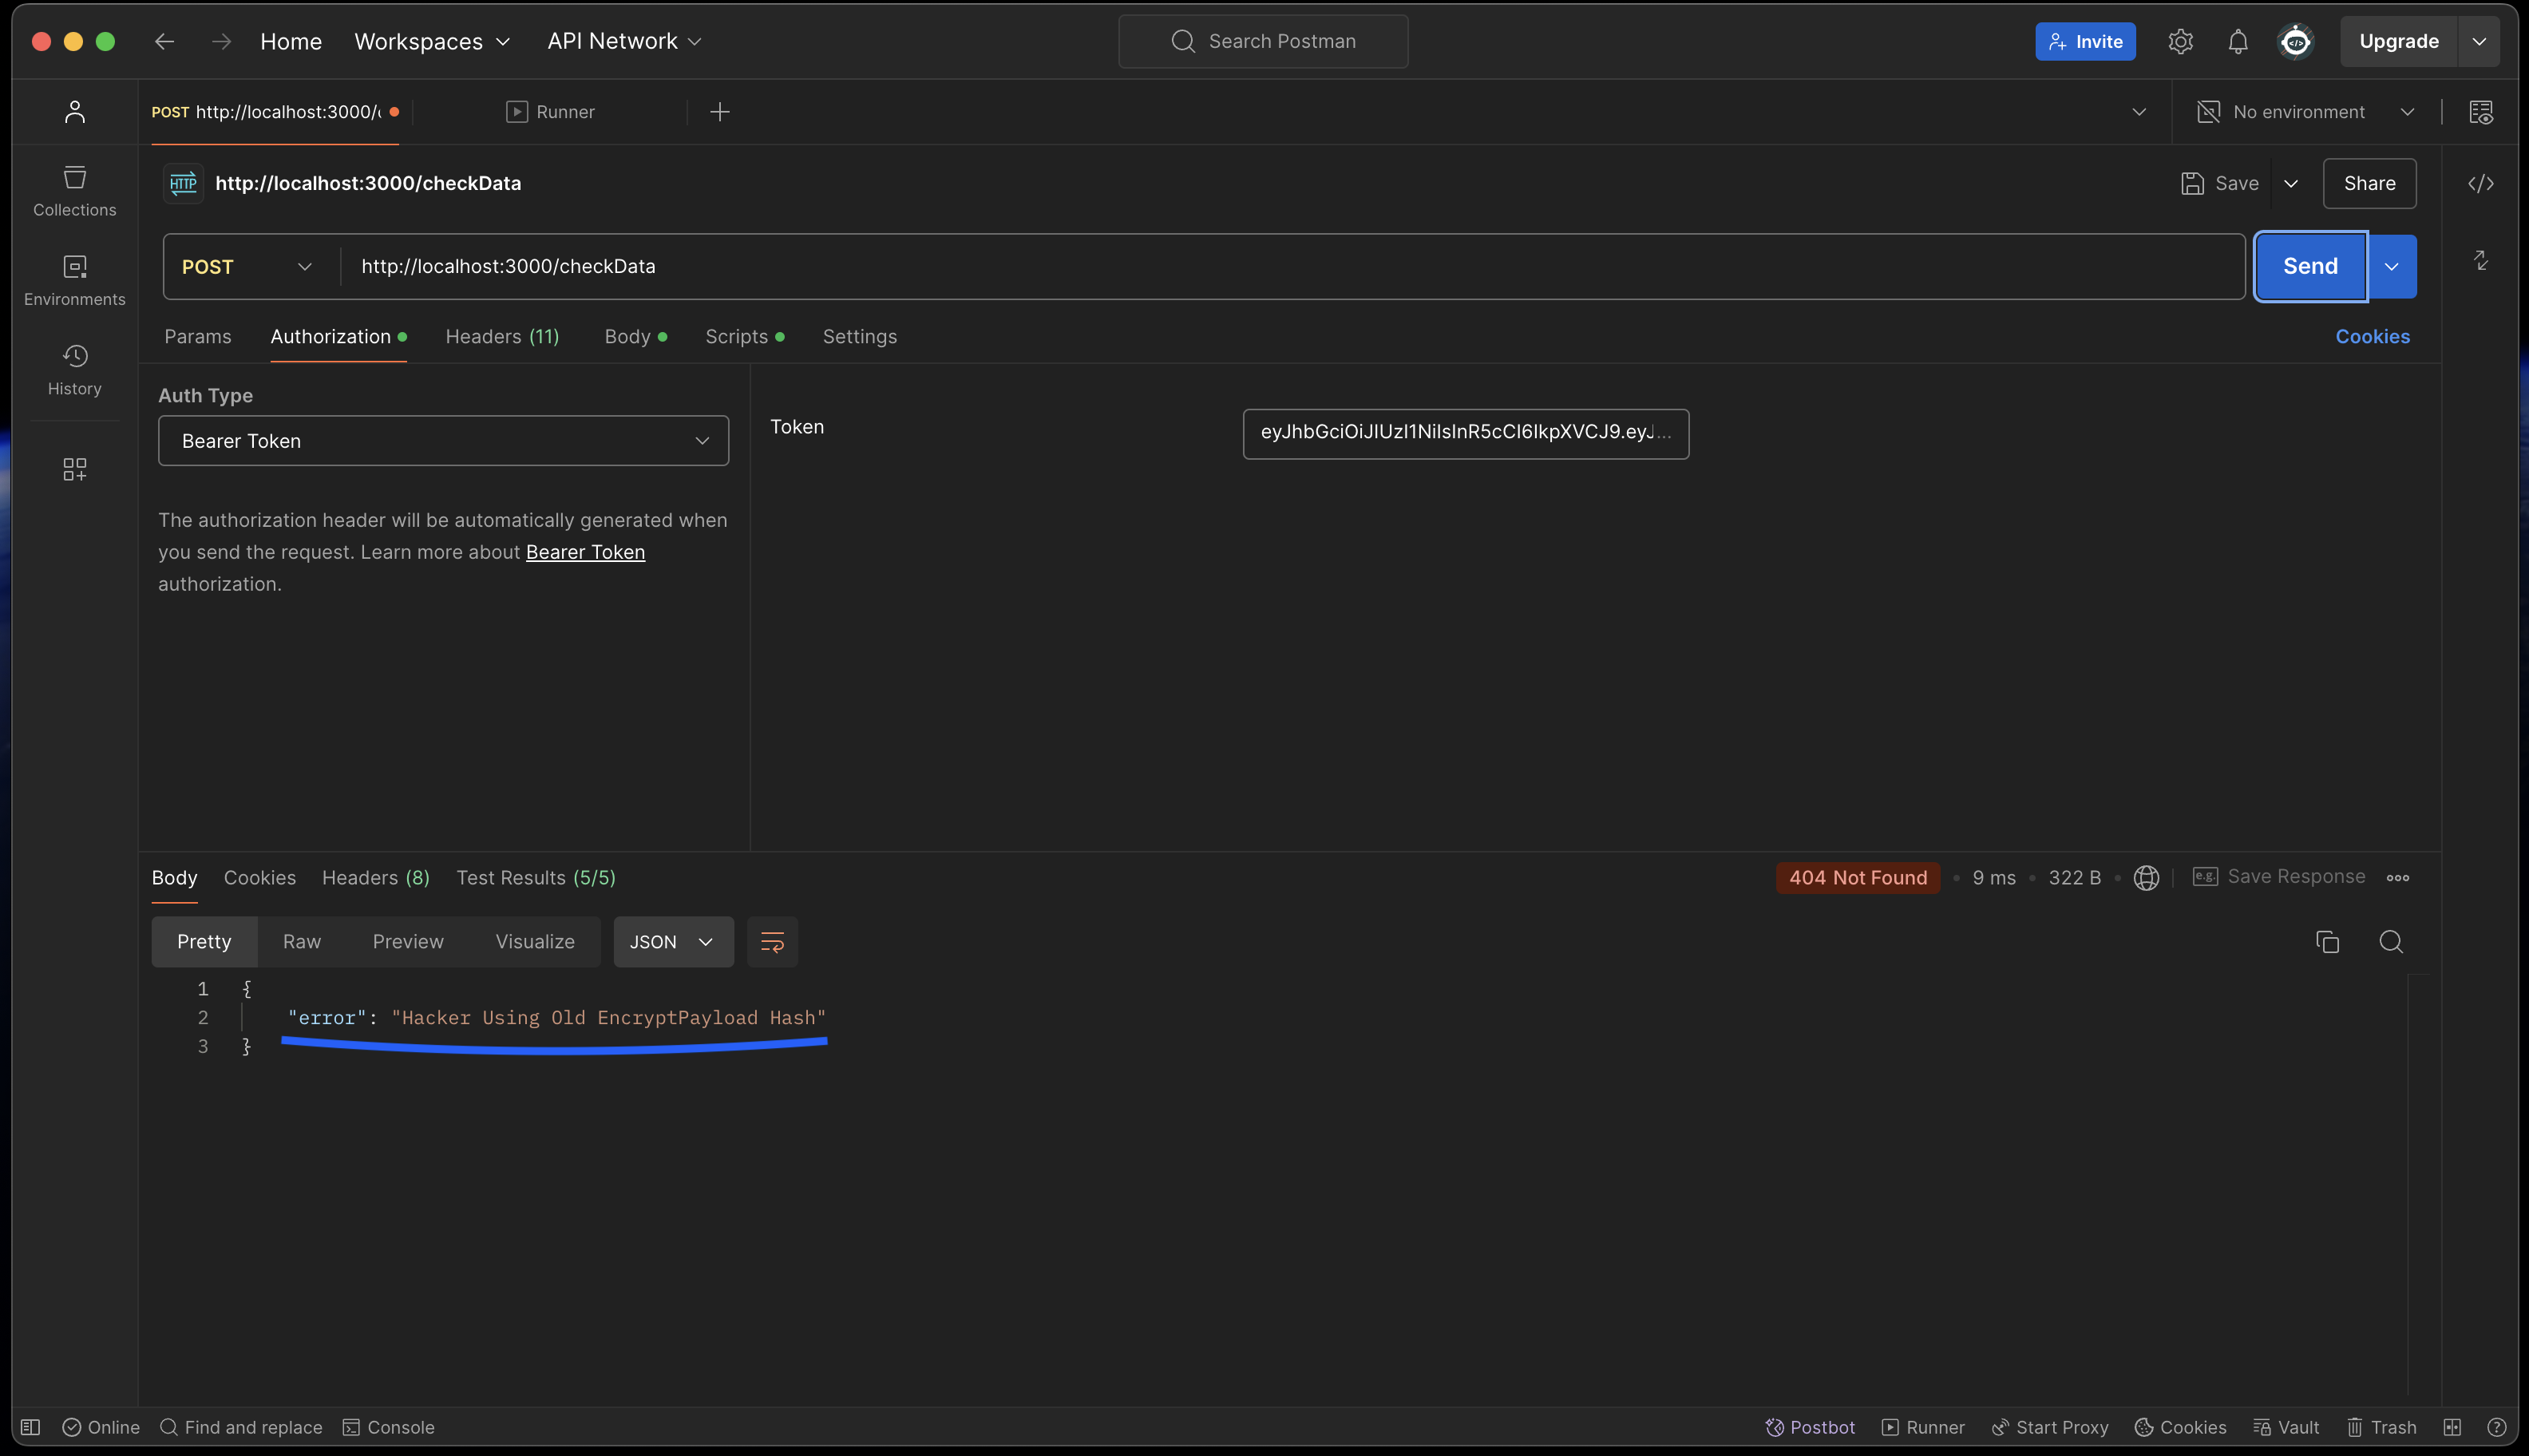 Home Workspaces API Network Search Postman Invite Upgrade
POST http://localhost:3000/ Runner No environment
HTTP http://localhost:3000/checkData Save Share
POST http://localhost:3000/checkData Send
Params Authorization Headers (11) Body Scripts Settings Cookies
Collections
Environments
History
Auth Type
Bearer Token
The authorization header will be automatically generated when
you send the request. Learn more about Bearer Token
authorization.
Token eyJhbGciOiJIUzI1NiIsInR5cCI6IkpXVCJ9.eyJ...
Body Cookies Headers (8) Test Results (5/5) 404 Not Found • 9 ms • 322 B • e.g. Save Response
Pretty Raw Preview Visualize JSON
1 {
2 "error": "Hacker Using Old EncryptPayload Hash"
3 }
Online Find and replace Console Postbot Runner Start Proxy Cookies Vault Trash